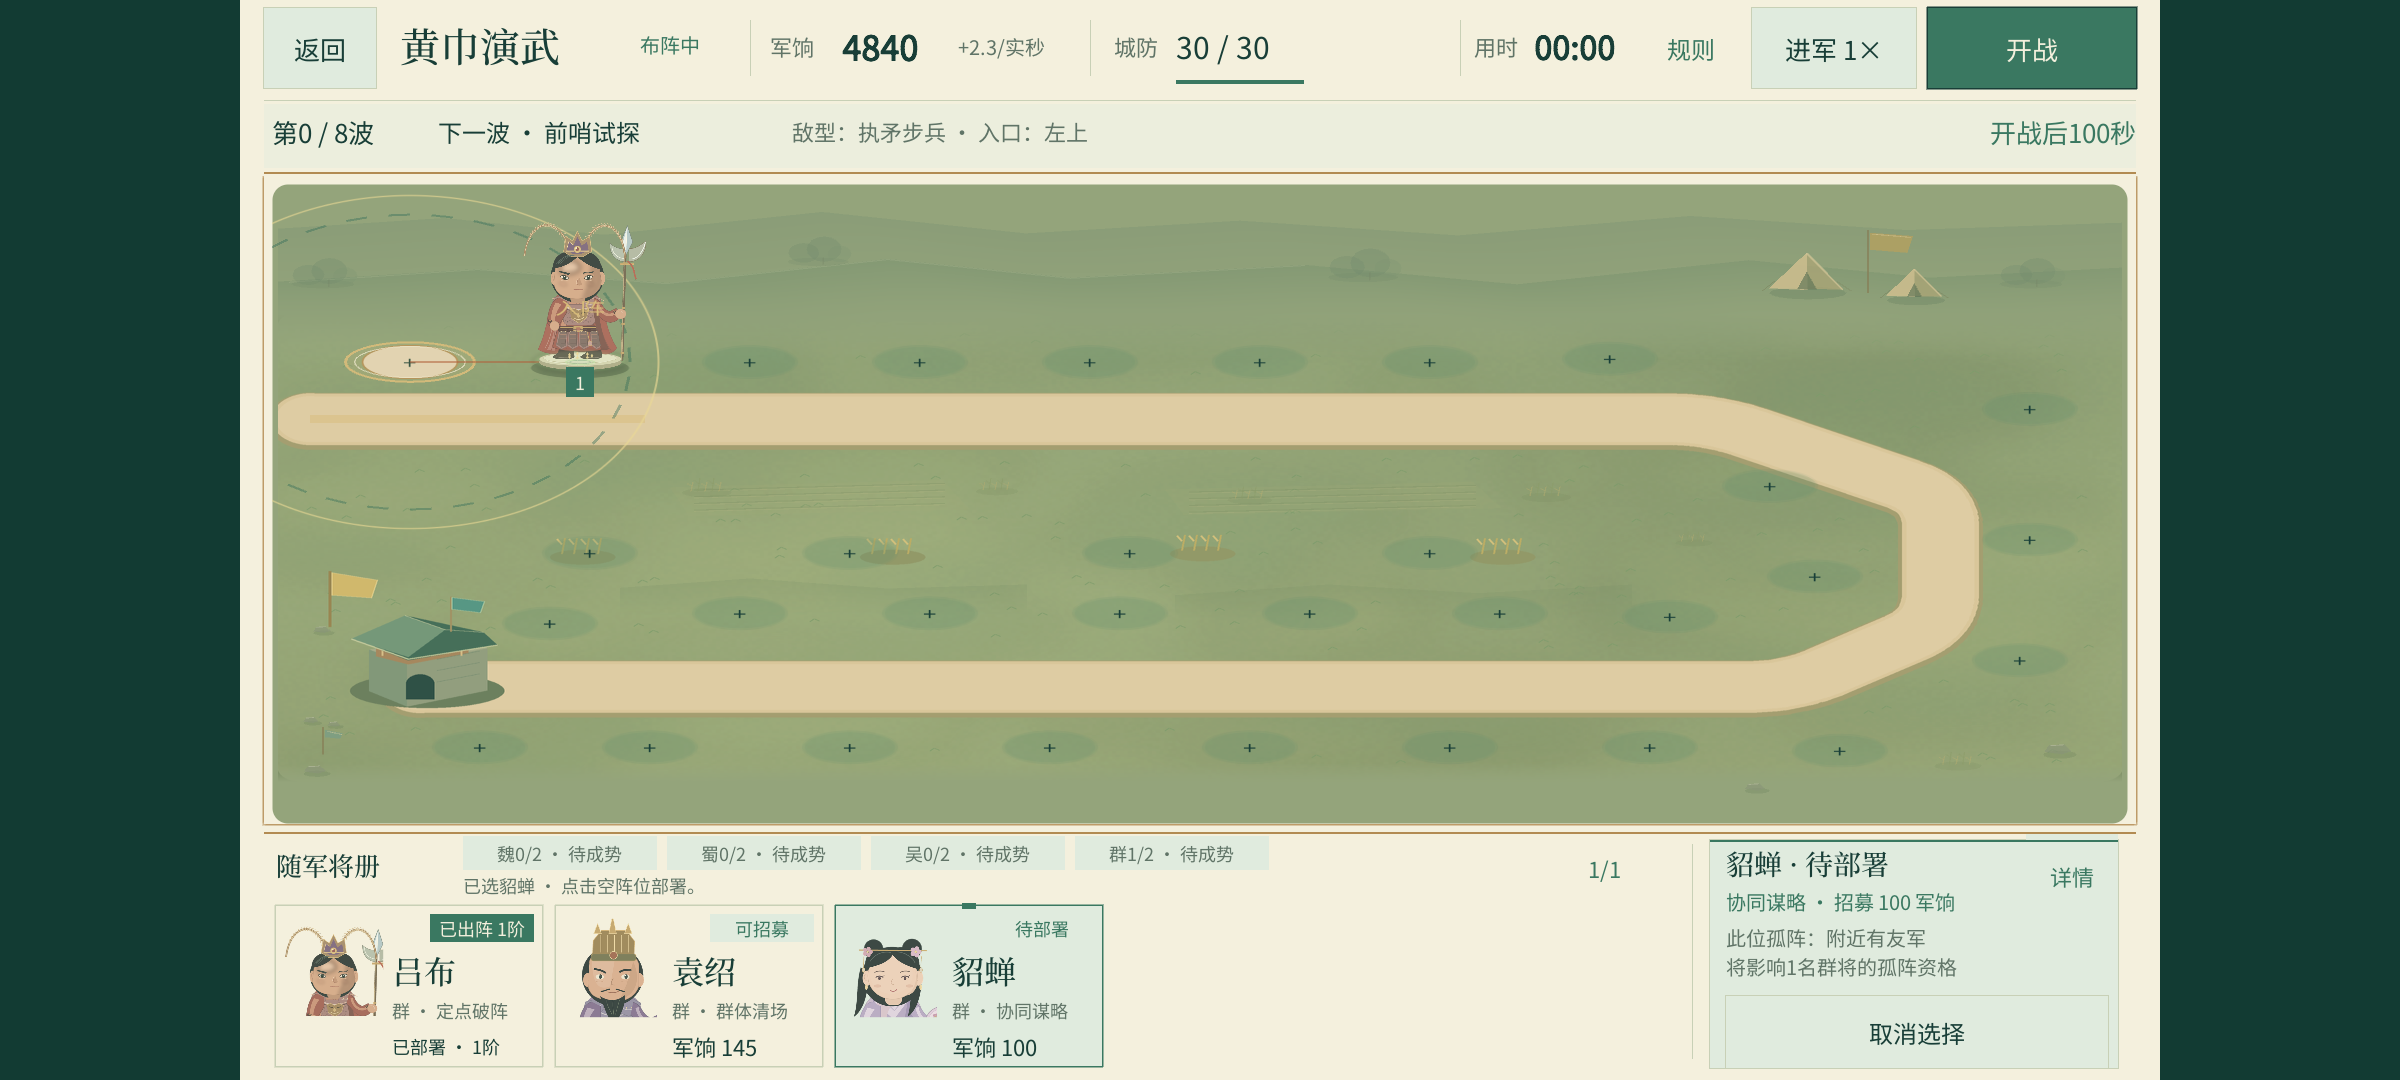 返回
黄巾演武
布阵中
军饷 4840 +2.3/实秒
城防 30 / 30
用时 00:00
规则
进军 1×
开战
第0 / 8波
下一波 · 前哨试探
敌型：执矛步兵 · 入口：左上
开战后100秒
1
随军将册
魏0/2 · 待成势
蜀0/2 · 待成势
吴0/2 · 待成势
群1/2 · 待成势
已选貂蝉 · 点击空阵位部署。
1/1
已出阵 1阶
吕布
群 · 定点破阵
已部署 · 1阶
可招募
袁绍
群 · 群体清场
军饷 145
待部署
貂蝉
群 · 协同谋略
军饷 100
貂蝉 · 待部署
详情
协同谋略 · 招募 100 军饷
此位孤阵：附近有友军
将影响1名群将的孤阵资格
取消选择